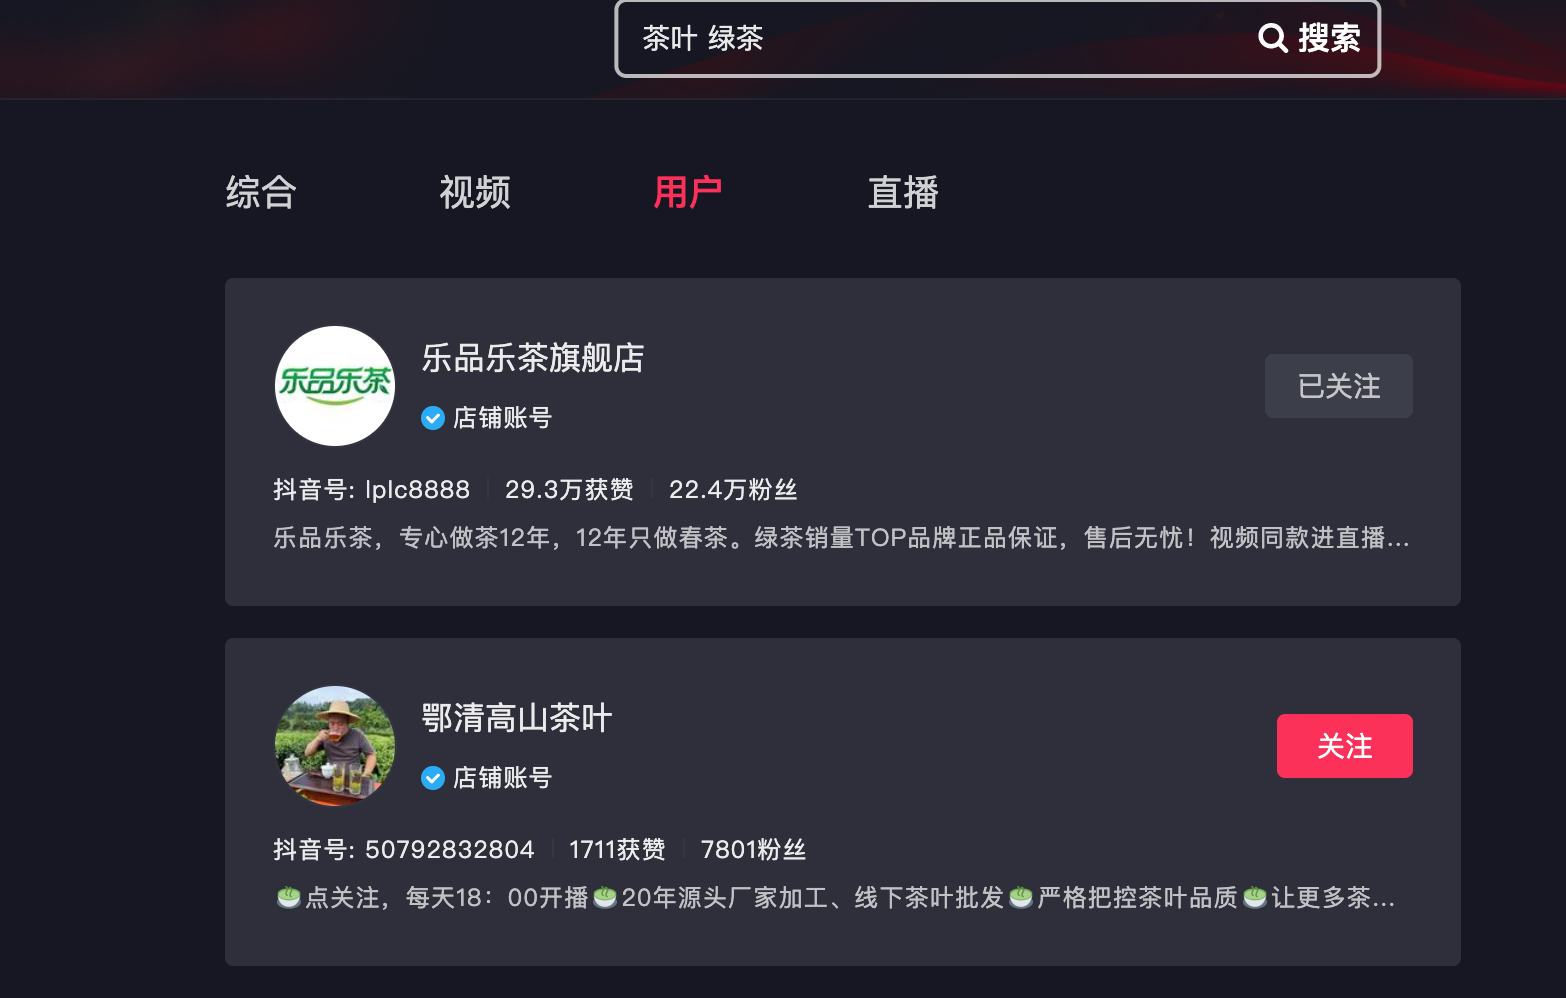 茶叶 绿茶
搜索
综合 视频 用户 直播
乐品乐茶
乐品乐茶旗舰店
店铺账号
已关注
抖音号: lplc8888 29.3万获赞 22.4万粉丝
乐品乐茶，专心做茶12年，12年只做春茶。绿茶销量TOP品牌正品保证，售后无忧！视频同款进直播...
鄂清高山茶叶
店铺账号
关注
抖音号: 50792832804 1711获赞 7801粉丝
🍵点关注，每天18：00开播🍵20年源头厂家加工、线下茶叶批发🍵严格把控茶叶品质🍵让更多茶...